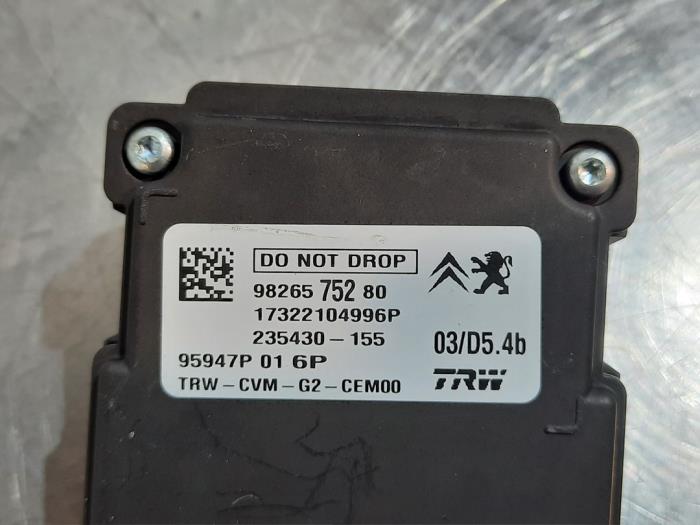 DO NOT DROP
98265 752 80
17322104996P
235430-155
03/D5.4b
95947P 01 6P
TRW-CVM-G2-CEM00
TRW